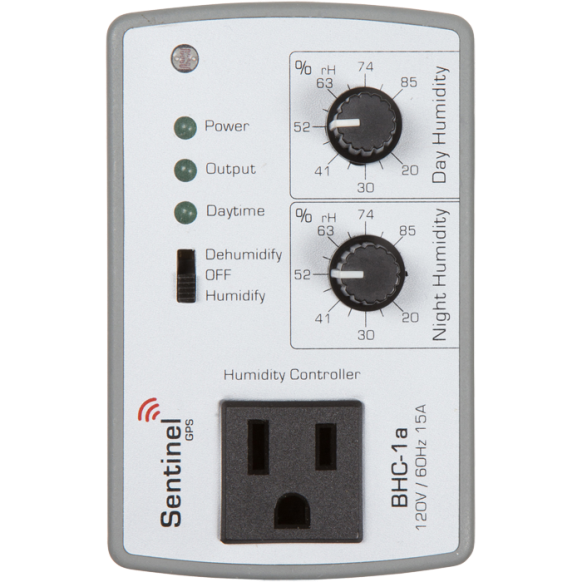 % rH
63
74
85
52
41
30
20
Day Humidity
Power
Output
Daytime
Dehumidify
OFF
Humidify
% rH
63
74
85
52
41
30
20
Night Humidity
Humidity Controller
Sentinel
GPS
BHC-1a
120V / 60Hz 15A